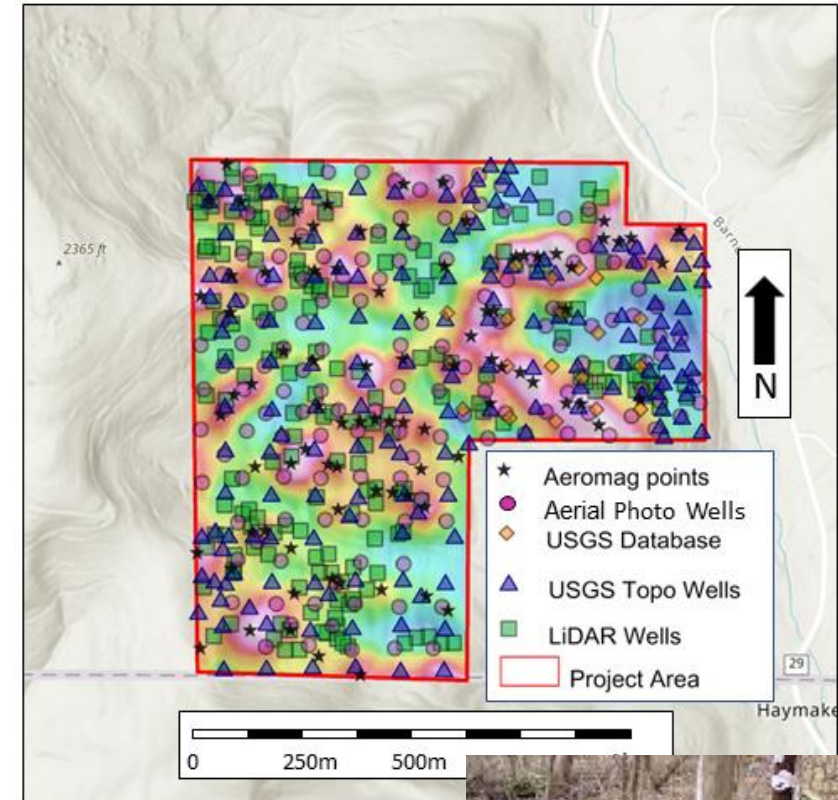 2365 ft
Barn
N
Aeromag points
Aerial Photo Wells
USGS Database
USGS Topo Wells
LiDAR Wells
Project Area
29
Haymake
0 250m 500m